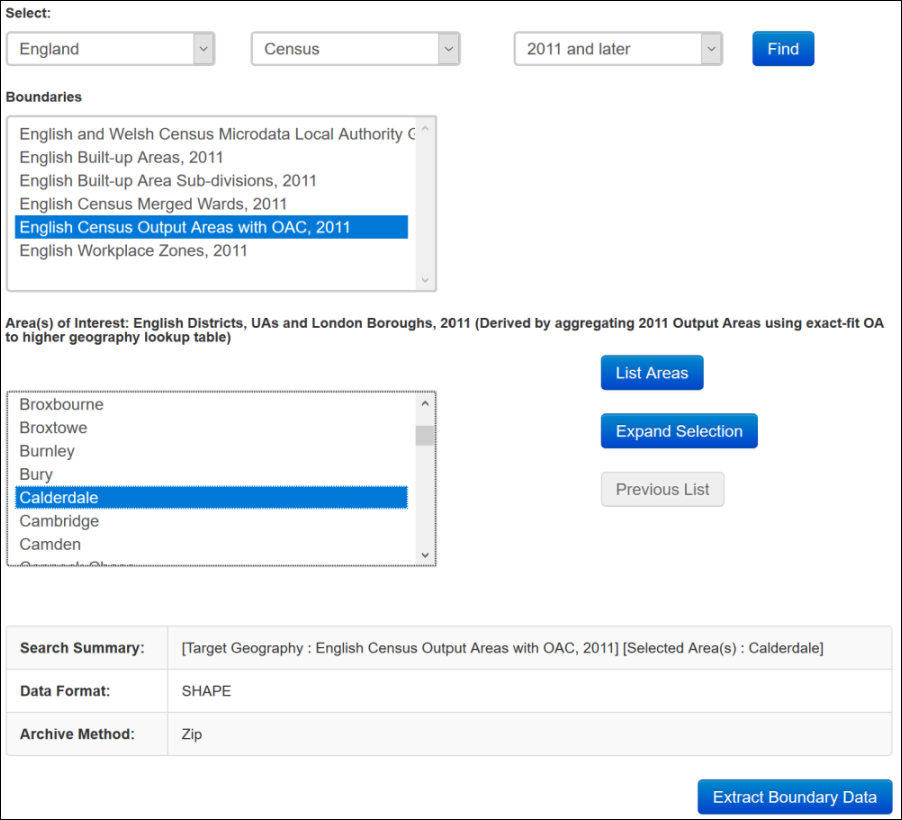 Select:
England Census 2011 and later Find
Boundaries
English and Welsh Census Microdata Local Authority
English Built-up Areas, 2011
English Built-up Area Sub-divisions, 2011
English Census Merged Wards, 2011
English Census Output Areas with OAC, 2011
English Workplace Zones, 2011
Area(s) of Interest: English Districts, UAs and London Boroughs, 2011 (Derived by aggregating 2011 Output Areas using exact-fit OA
to higher geography lookup table)
List Areas
Broxbourne
Broxtowe
Expand Selection
Burnley
Bury
Previous List
Calderdale
Cambridge
Camden
Search Summary: [Target Geography : English Census Output Areas with OAC, 2011] [Selected Area(s) : Calderdale]
Data Format: SHAPE
Archive Method: Zip
Extract Boundary Data